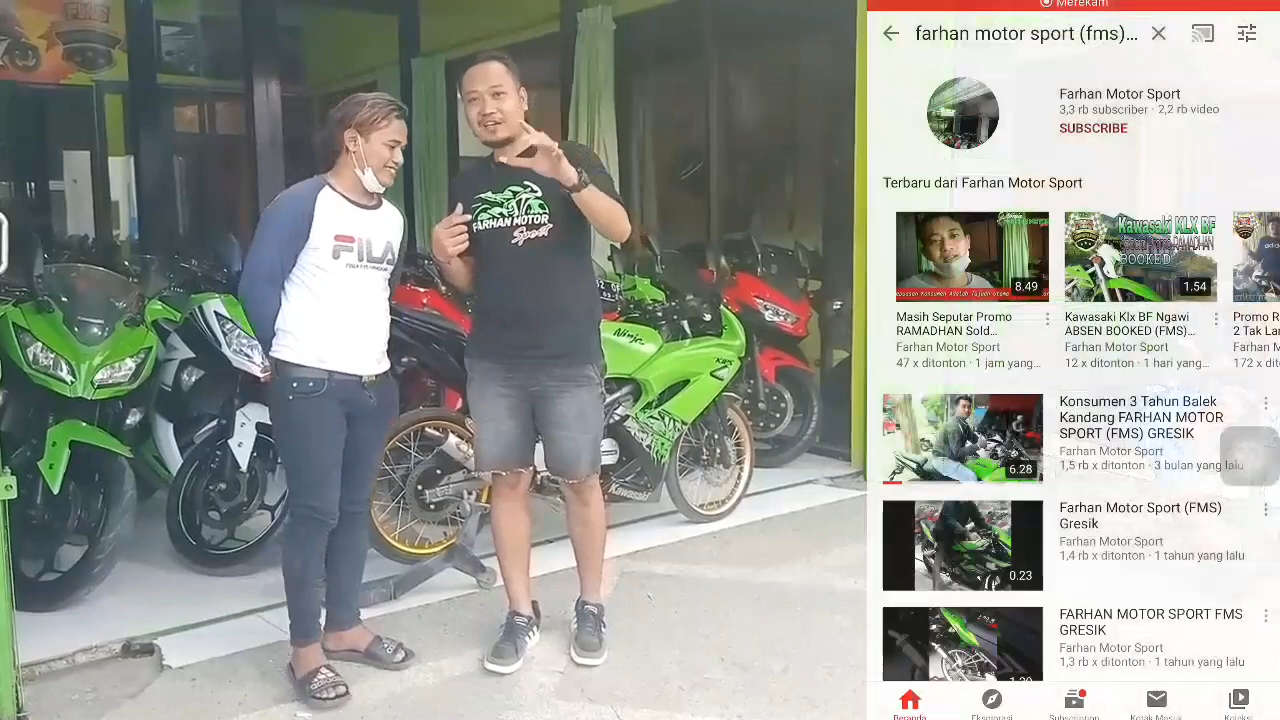 FMS
FILA
FARHAN MOTOR
Sport
Ninja
KIPS
Kawasaki
Merekam
farhan motor sport (fms)...
Farhan Motor Sport
3,3 rb subscriber · 2,2 rb video
SUBSCRIBE
Terbaru dari Farhan Motor Sport
8.49
Kawasaki KLX BF
BOOKED
1.54
Masih Seputar Promo
RAMADHAN Sold...
Farhan Motor Sport
47 x ditonton · 1 jam yang...
Kawasaki Klx BF Ngawi
ABSEN BOOKED (FMS)...
Farhan Motor Sport
12 x ditonton · 1 hari yang...
Promo R
2 Tak Lar
Farhan M
172 x dit
6.28
Konsumen 3 Tahun Balek
Kandang FARHAN MOTOR
SPORT (FMS) GRESIK
Farhan Motor Sport
1,5 rb x ditonton · 3 bulan yang lalu
0.23
Farhan Motor Sport (FMS)
Gresik
Farhan Motor Sport
1,4 rb x ditonton · 1 tahun yang lalu
FARHAN MOTOR SPORT FMS
GRESIK
Farhan Motor Sport
1,3 rb x ditonton · 1 tahun yang lalu
Beranda
Eksplorasi
Subscription
Kotak Masuk
Koleksi